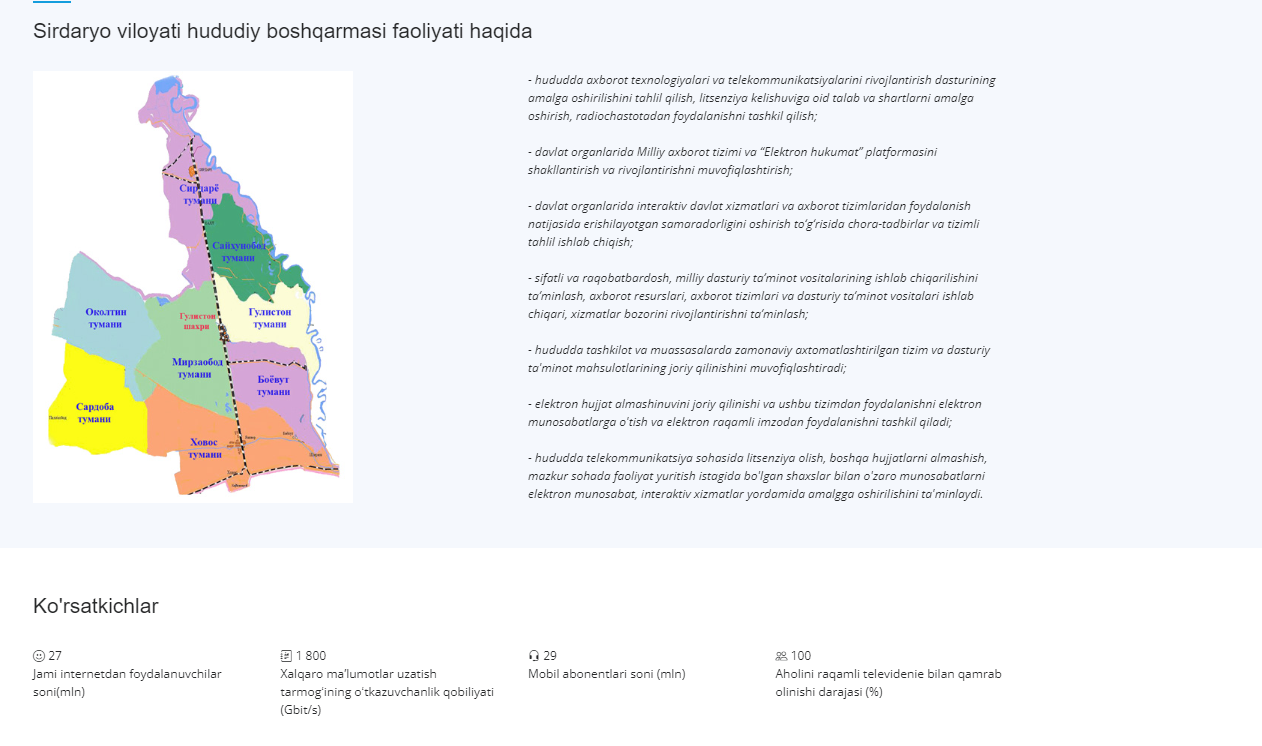 Sirdaryo viloyati hududiy boshqarmasi faoliyati haqida
Сирдарё
тумани
Сайхунобод
тумани
Околтин
тумани
Гулистон
шаҳри
Гулистон
тумани
Мирзаобод
тумани
Боёвут
тумани
Сардоба
тумани
Ховос
тумани
- hududda axborot texnologiyalari va telekommunikatsiyalarini rivojlantirish dasturining
amalga oshirilishini tahlil qilish, litsenziya kelishuviga oid talab va shartlarni amalga
oshirish, radiochastotadan foydalanishni tashkil qilish;
- davlat organlarida Milliy axborot tizimi va “Elektron hukumat” platformasini
shakllantirish va rivojlantirishni muvofiqlashtirish;
- davlat organlarida interaktiv davlat xizmatlari va axborot tizimlaridan foydalanish
natijasida erishilayotgan samaradorligini oshirish to’g’risida chora-tadbirlar va tizimli
tahlil ishlab chiqish;
- sifatli va raqobatbardosh, milliy dasturiy ta’minot vositalarining ishlab chiqarilishini
ta’minlash, axborot resurslari, axborot tizimlari va dasturiy ta’minot vositalari ishlab
chiqari, xizmatlar bozorini rivojlantirishni ta’minlash;
- hududda tashkilot va muassasalarda zamonaviy axtomatlashtirilgan tizim va dasturiy
ta'minot mahsulotlarining joriy qilinishini muvofiqlashtiradi;
- elektron hujjat almashinuvini joriy qilinishi va ushbu tizimdan foydalanishni elektron
munosabatlarga o'tish va elektron raqamli imzodan foydalanishni tashkil qiladi;
- hududda telekommunikatsiya sohasida litsenziya olish, boshqa hujjatlarni almashish,
mazkur sohada faoliyat yuritish istagida bo'lgan shaxslar bilan o'zaro munosabatlarni
elektron munosabat, interaktiv xizmatlar yordamida amalgga oshirilishini ta'minlaydi.
Ko'rsatkichlar
27
Jami internetdan foydalanuvchilar
soni(mln)
1 800
Xalqaro ma’lumotlar uzatish
tarmog‘ining o‘tkazuvchanlik qobiliyati
(Gbit/s)
29
Mobil abonentlari soni (mln)
100
Aholini raqamli televidenie bilan qamrab
olinishi darajasi (%)